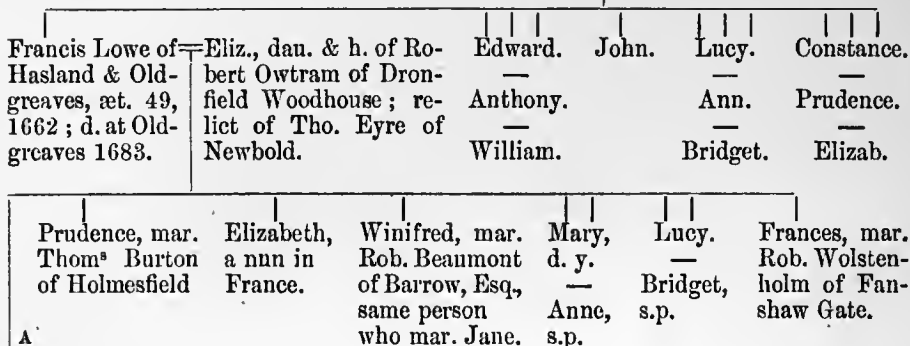 Francis Lowe of
Hasland & Old-
greaves, æt. 49,
1662 ; d. at Old-
greaves 1683.
Eliz., dau. & h. of Ro-
bert Owtram of Dron-
field Woodhouse ; re-
lict of Tho. Eyre of
Newbold.
Edward.
—
Anthony.
—
William.
John.
Lucy.
—
Ann.
—
Bridget.
Constance.
—
Prudence.
—
Elizab.
Prudence, mar.
Thomˢ Burton
of Holmesfield
Elizabeth,
a nun in
France.
Winifred, mar.
Rob. Beaumont
of Barrow, Esq.,
same person
who mar. Jane.
Mary,
d. y.
—
Anne,
s.p.
Lucy.
—
Bridget,
s.p.
Frances, mar.
Rob. Wolsten-
holm of Fan-
shaw Gate.
A